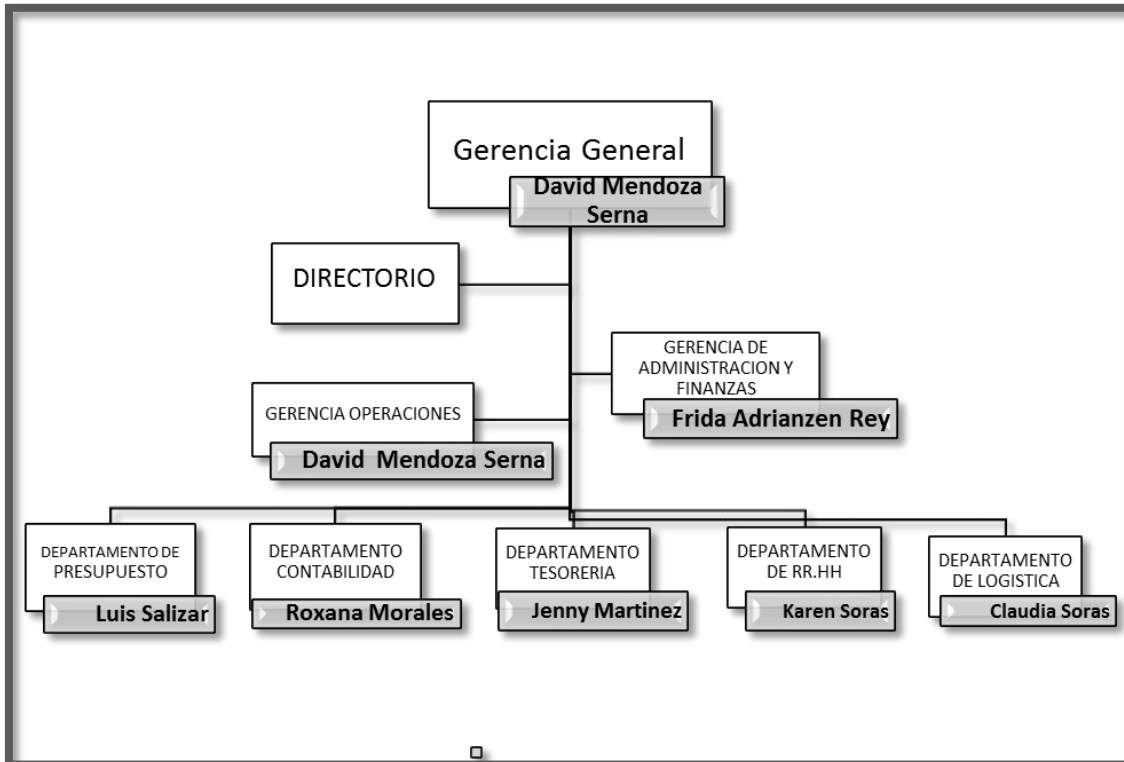 Gerencia General
David Mendoza
Serna
DIRECTORIO
GERENCIA DE
ADMINISTRACION Y
FINANZAS
Frida Adrianzen Rey
GERENCIA OPERACIONES
David  Mendoza Serna
DEPARTAMENTO DE
PRESUPUESTO
Luis Salizar
DEPARTAMENTO
CONTABILIDAD
Roxana Morales
DEPARTAMENTO
TESORERIA
Jenny Martinez
DEPARTAMENTO
DE RR.HH
Karen Soras
DEPARTAMENTO
DE LOGISTICA
Claudia Soras